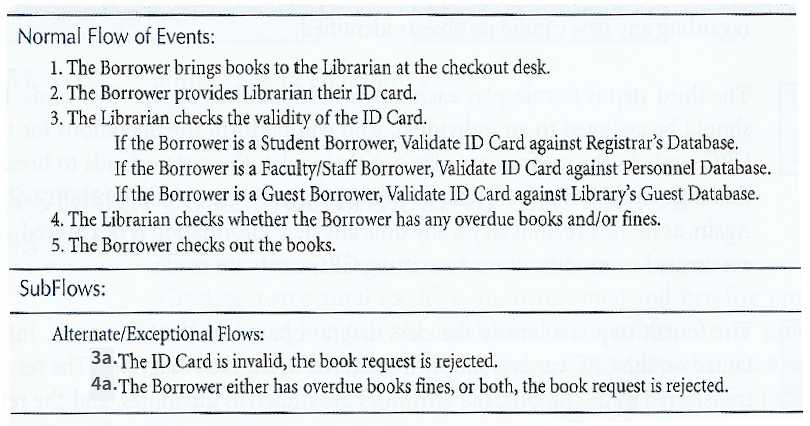 Normal Flow of Events:
1. The Borrower brings books to the Librarian at the checkout desk.
2. The Borrower provides Librarian their ID card.
3. The Librarian checks the validity of the ID Card.
If the Borrower is a Student Borrower, Validate ID Card against Registrar's Database.
If the Borrower is a Faculty/Staff Borrower, Validate ID Card against Personnel Database.
If the Borrower is a Guest Borrower, Validate ID Card against Library's Guest Database.
4. The Librarian checks whether the Borrower has any overdue books and/or fines.
5. The Borrower checks out the books.
SubFlows:
Alternate/Exceptional Flows:
3a. The ID Card is invalid, the book request is rejected.
4a. The Borrower either has overdue books fines, or both, the book request is rejected.